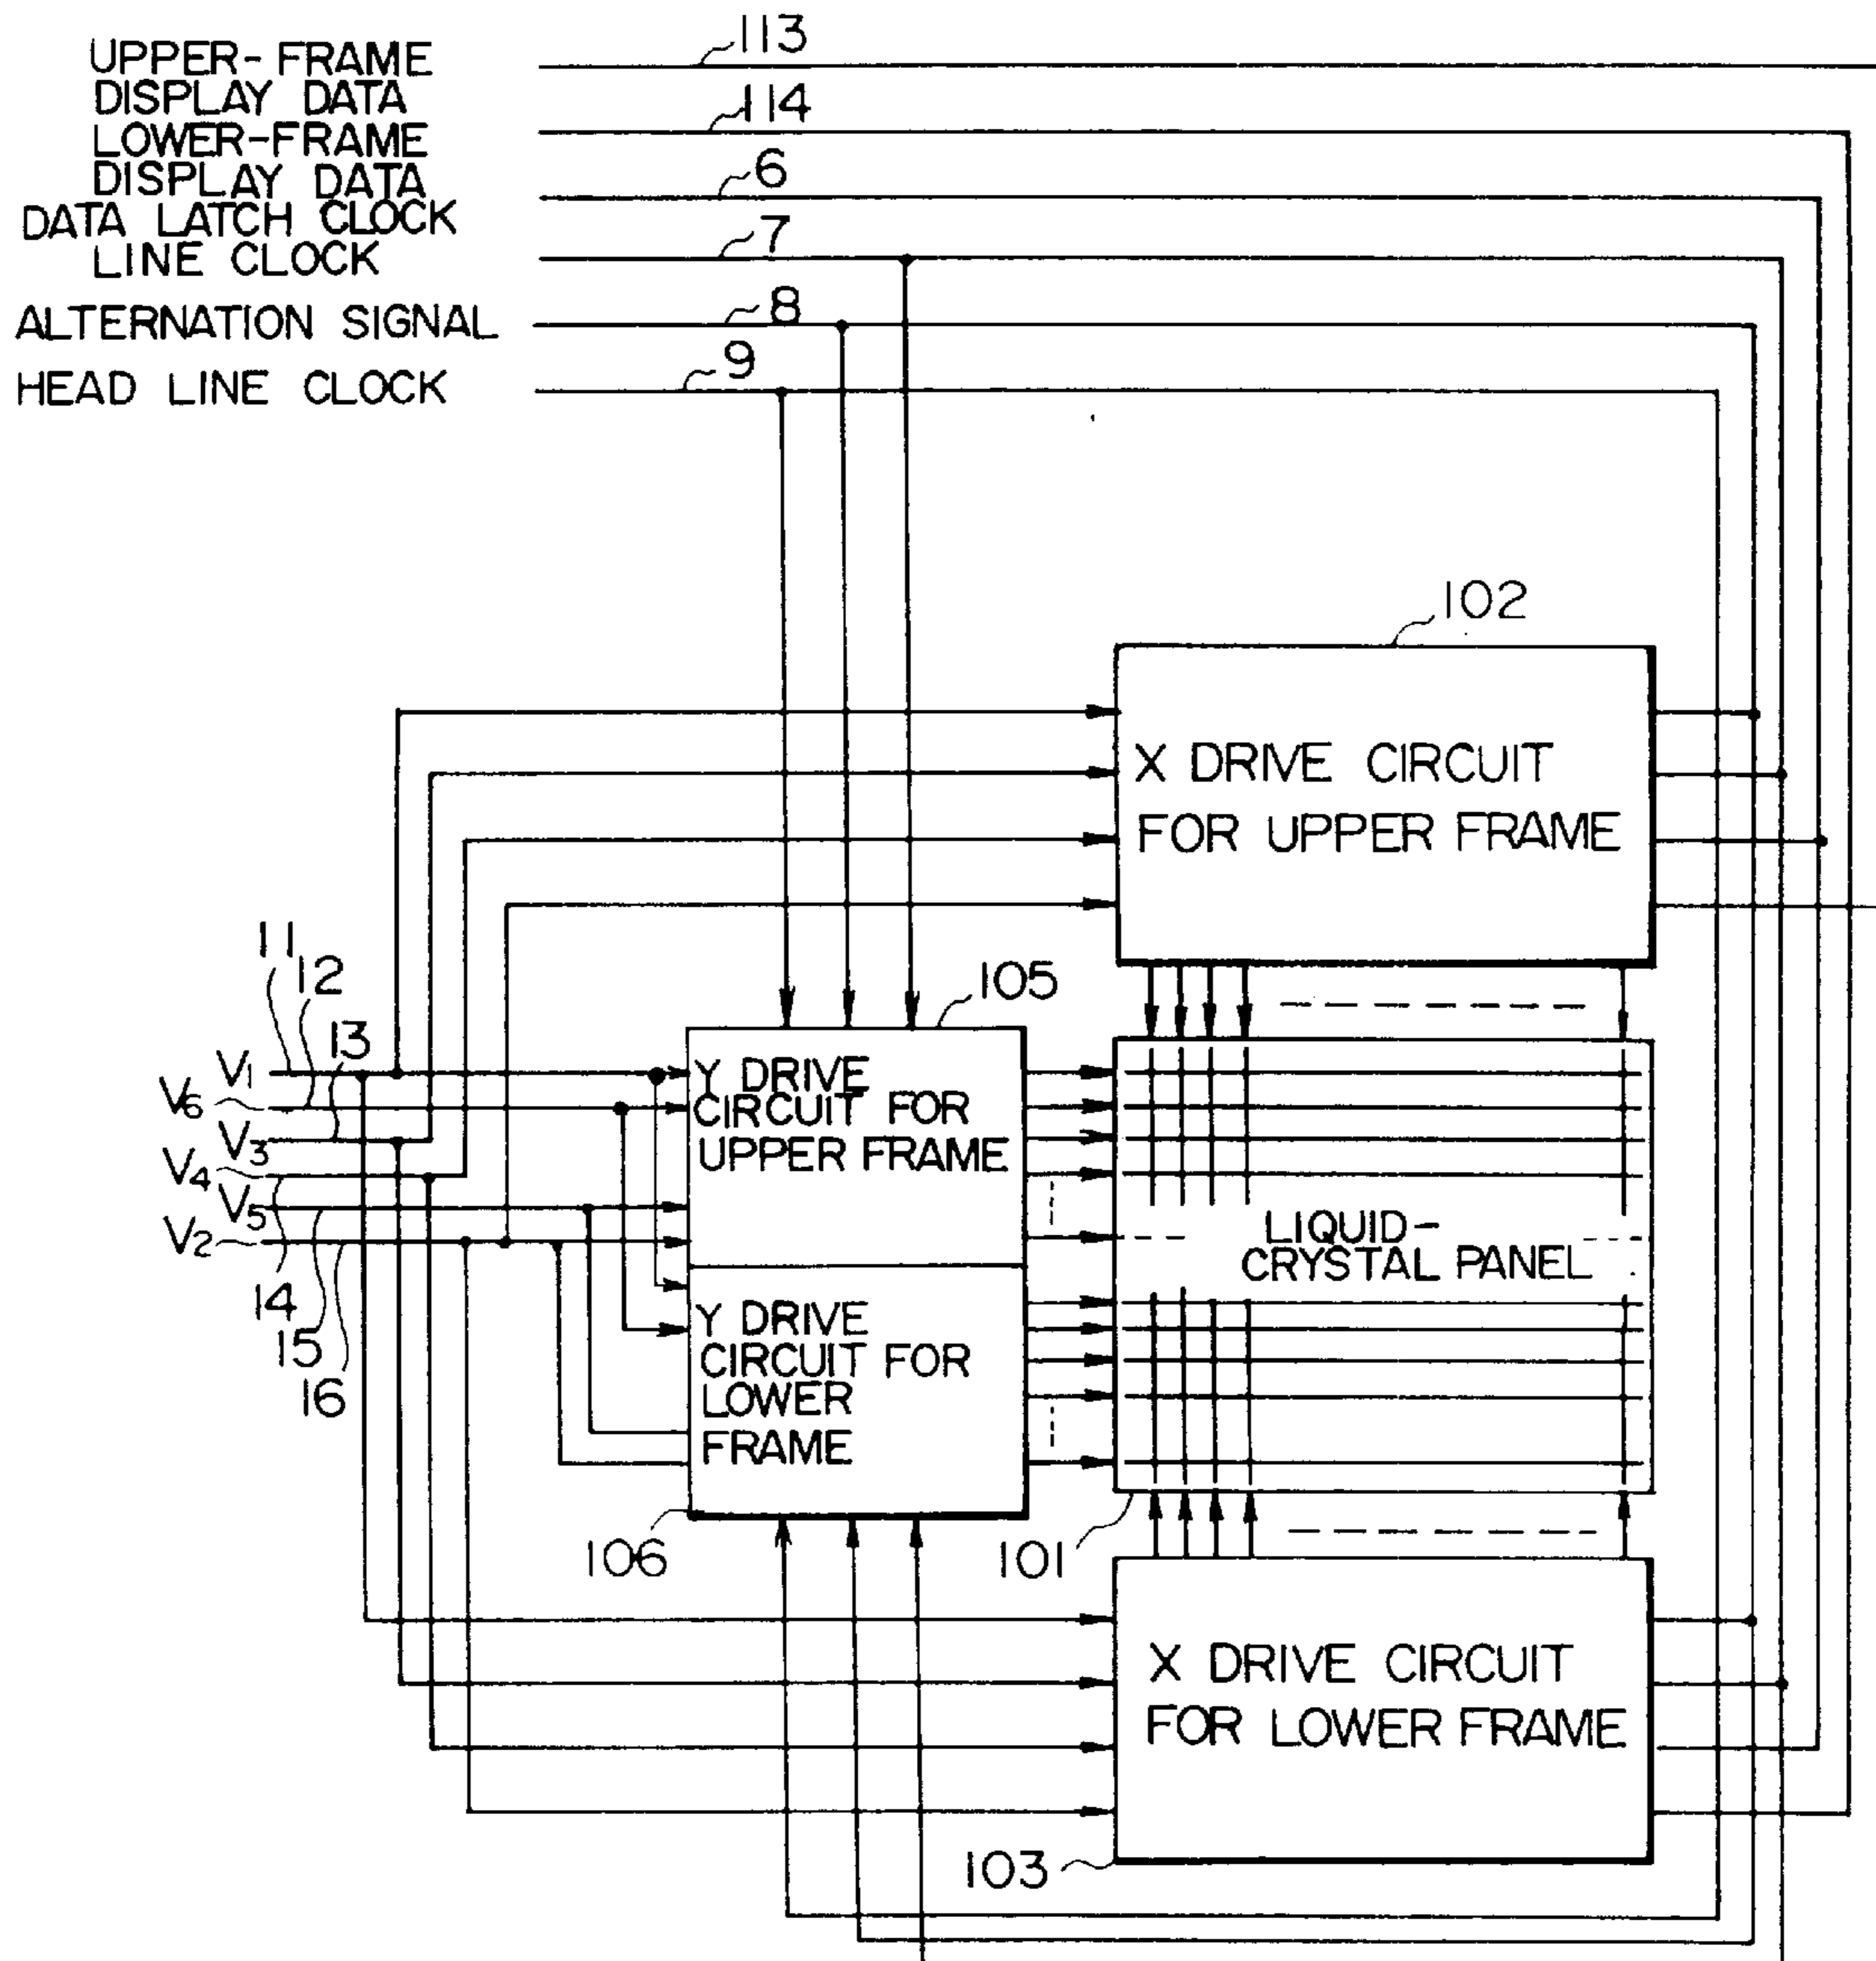 UPPER-FRAME
DISPLAY DATA
LOWER-FRAME
DISPLAY DATA
DATA LATCH CLOCK
LINE CLOCK
ALTERNATION SIGNAL
HEAD LINE CLOCK
113
114
6
7
8
9
102
X DRIVE CIRCUIT
FOR UPPER FRAME
11
12
13
105
V1
V6
V3
V4
V5
V2
14
15
16
Y DRIVE
CIRCUIT FOR
UPPER FRAME
LIQUID-
CRYSTAL PANEL
Y DRIVE
CIRCUIT FOR
LOWER
FRAME
106
101
X DRIVE CIRCUIT
FOR LOWER FRAME
103